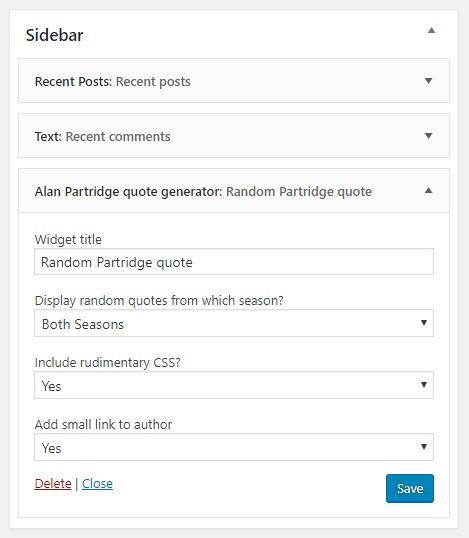 Sidebar
Recent Posts: Recent posts
Text: Recent comments
Alan Partridge quote generator: Random Partridge quote
Widget title
Random Partridge quote
Display random quotes from which season?
Both Seasons
Include rudimentary CSS?
Yes
Add small link to author
Yes
Delete | Close
Save